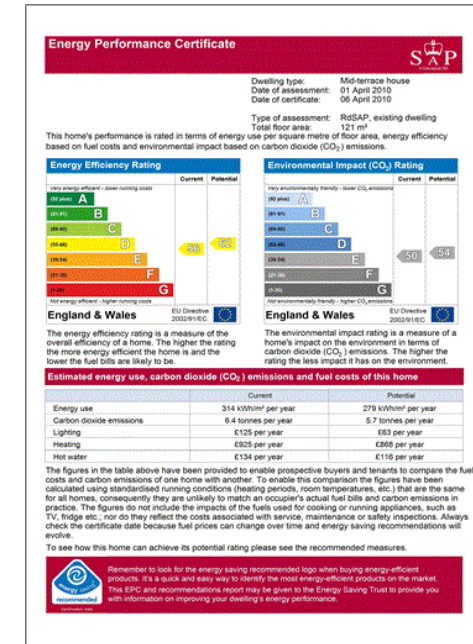 Energy Performance Certificate
SAP
Dwelling type: Mid-terrace house
Date of assessment: 01 April 2010
Date of certificate: 06 April 2010
Type of assessment: RdSAP, existing dwelling
Total floor area: 121 m²
This home's performance is rated in terms of energy use per square metre of floor area, energy efficiency
based on fuel costs and environmental impact based on carbon dioxide (CO₂) emissions.
Energy Efficiency Rating
Current Potential
Very energy efficient - lower running costs
(92 plus) A
(81-91) B
(69-80) C
(55-68) D
(39-54) E
(21-38) F
(1-20) G
56 62
Not energy efficient - higher running costs
England & Wales
EU Directive
2002/91/EC
The energy efficiency rating is a measure of the
overall efficiency of a home. The higher the rating
the more energy efficient the home is and the
lower the fuel bills are likely to be.
Environmental Impact (CO₂) Rating
Current Potential
Very environmentally friendly - lower CO₂ emissions
(92 plus) A
(81-91) B
(69-80) C
(55-68) D
(39-54) E
(21-38) F
(1-20) G
50 54
Not environmentally friendly - higher CO₂ emissions
England & Wales
EU Directive
2002/91/EC
The environmental impact rating is a measure of a
home's impact on the environment in terms of
carbon dioxide (CO₂) emissions. The higher the
rating the less impact it has on the environment.
Estimated energy use, carbon dioxide (CO₂) emissions and fuel costs of this home
Current Potential
Energy use 314 kWh/m² per year 279 kWh/m² per year
Carbon dioxide emissions 6.4 tonnes per year 5.7 tonnes per year
Lighting £125 per year £63 per year
Heating £925 per year £868 per year
Hot water £134 per year £116 per year
The figures in the table above have been provided to enable prospective buyers and tenants to compare the fuel
costs and carbon emissions of one home with another. To enable this comparison the figures have been
calculated using standardised running conditions (heating periods, room temperatures, etc.) that are the same
for all homes, consequently they are unlikely to match an occupier's actual fuel bills and carbon emissions in
practice. The figures do not include the impacts of the fuels used for cooking or running appliances, such as
TV, fridge etc.; nor do they reflect the costs associated with service, maintenance or safety inspections. Always
check the certificate date because fuel prices can change over time and energy saving recommendations will
evolve.
To see how this home can achieve its potential rating please see the recommended measures.
energy saving
recommended
Certification mark
Remember to look for the energy saving recommended logo when buying energy-efficient
products. It's a quick and easy way to identify the most energy-efficient products on the market.
This EPC and recommendations report may be given to the Energy Saving Trust to provide you
with information on improving your dwelling's energy performance.